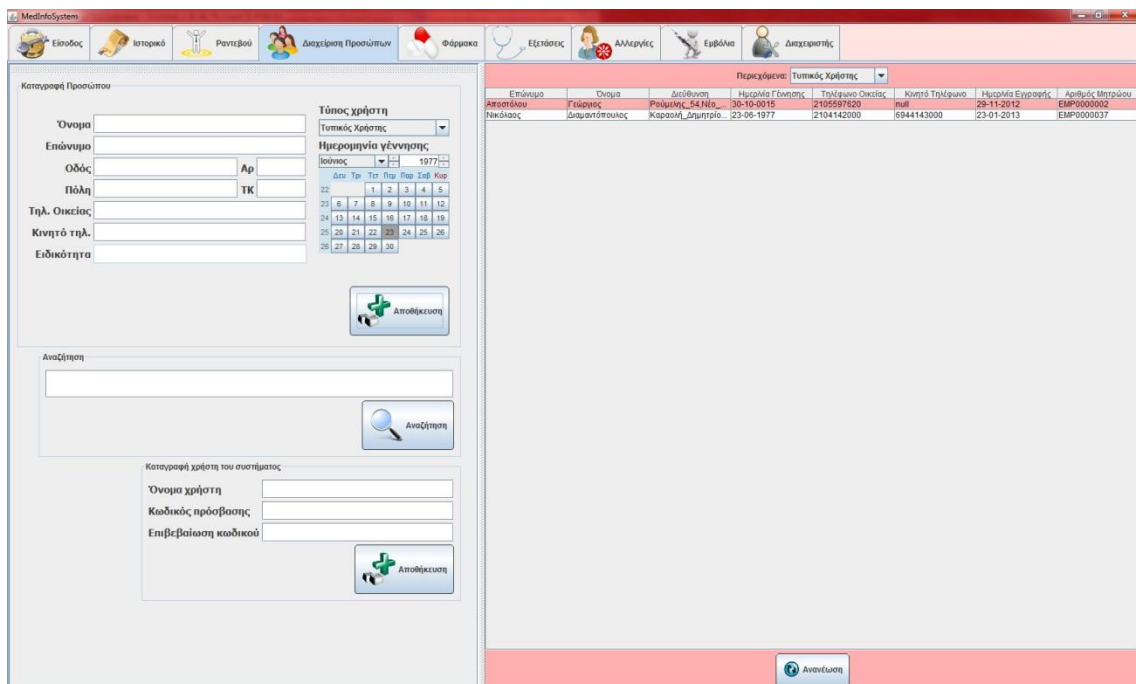 MedInfoSystem
Είσοδος Ιστορικό Ραντεβού Διαχείριση Προσώπων Φάρμακα Εξετάσεις Αλλεργίες Εμβόλια Διαχειριστής
Καταγραφή Προσώπου
Όνομα
Επώνυμο
Οδός Αρ
Πόλη ΤΚ
Τηλ. Οικείας
Κινητό τηλ.
Ειδικότητα
Τύπος χρήστη
Τυπικός Χρήστης
Ημερομηνία γέννησης
Ιούνιος 1977
Δευ Τρι Τετ Πεμ Παρ Σαβ Κυρ
22 1 2 3 4 5
23 6 7 8 9 10 11 12
24 13 14 15 16 17 18 19
25 20 21 22 23 24 25 26
26 27 28 29 30
Αποθήκευση
Αναζήτηση
Αναζήτηση
Καταγραφή χρήστη του συστήματος
Όνομα χρήστη
Κωδικός πρόσβασης
Επιβεβαίωση κωδικού
Αποθήκευση
Περιεχόμενα: Τυπικός Χρήστης
Επώνυμο Όνομα Διεύθυνση Ημερ/νία Γέννησης Τηλέφωνο Οικείας Κινητό Τηλέφωνο Ημερ/νία Εγγραφής Αριθμός Μητρώου
Αποστόλου Γεώργιος Ρούμελης_54,Νέο_... 30-10-0015 2105597620 null 29-11-2012 EMP0000002
Νικόλαος Διαμαντόπουλος Καραολή_Δημητρίο... 23-06-1977 2104142000 6944143000 23-01-2013 EMP0000037
Ανανέωση